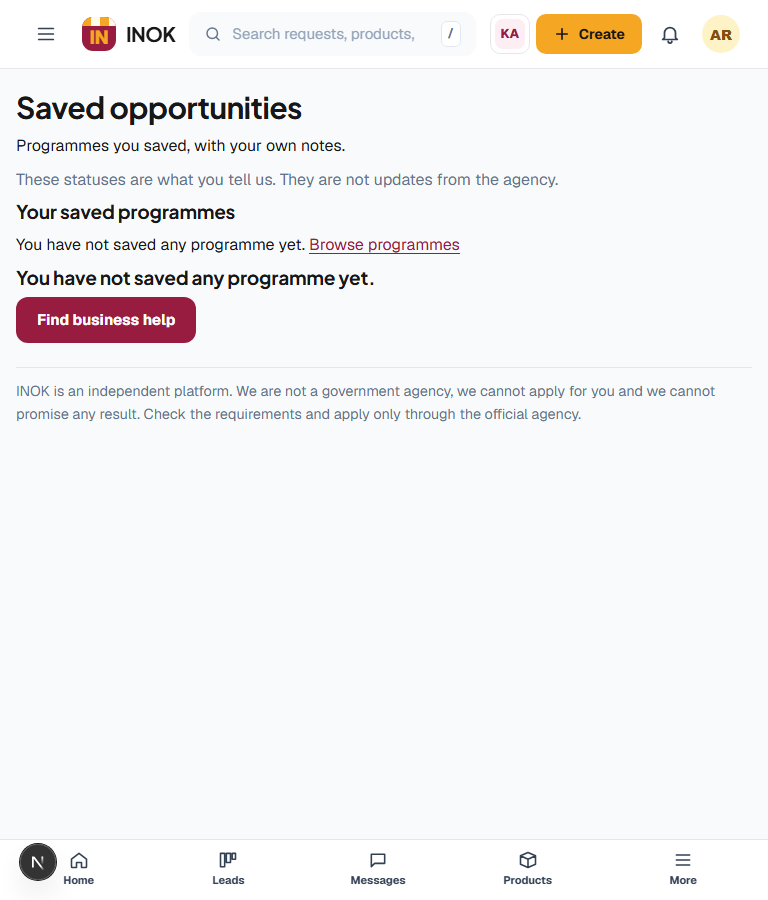 IN INOK
Search requests, products, /
KA
Create
AR
Saved opportunities
Programmes you saved, with your own notes.
These statuses are what you tell us. They are not updates from the agency.
Your saved programmes
You have not saved any programme yet. Browse programmes
You have not saved any programme yet.
Find business help
INOK is an independent platform. We are not a government agency, we cannot apply for you and we cannot
promise any result. Check the requirements and apply only through the official agency.
N
Home
Leads
Messages
Products
More